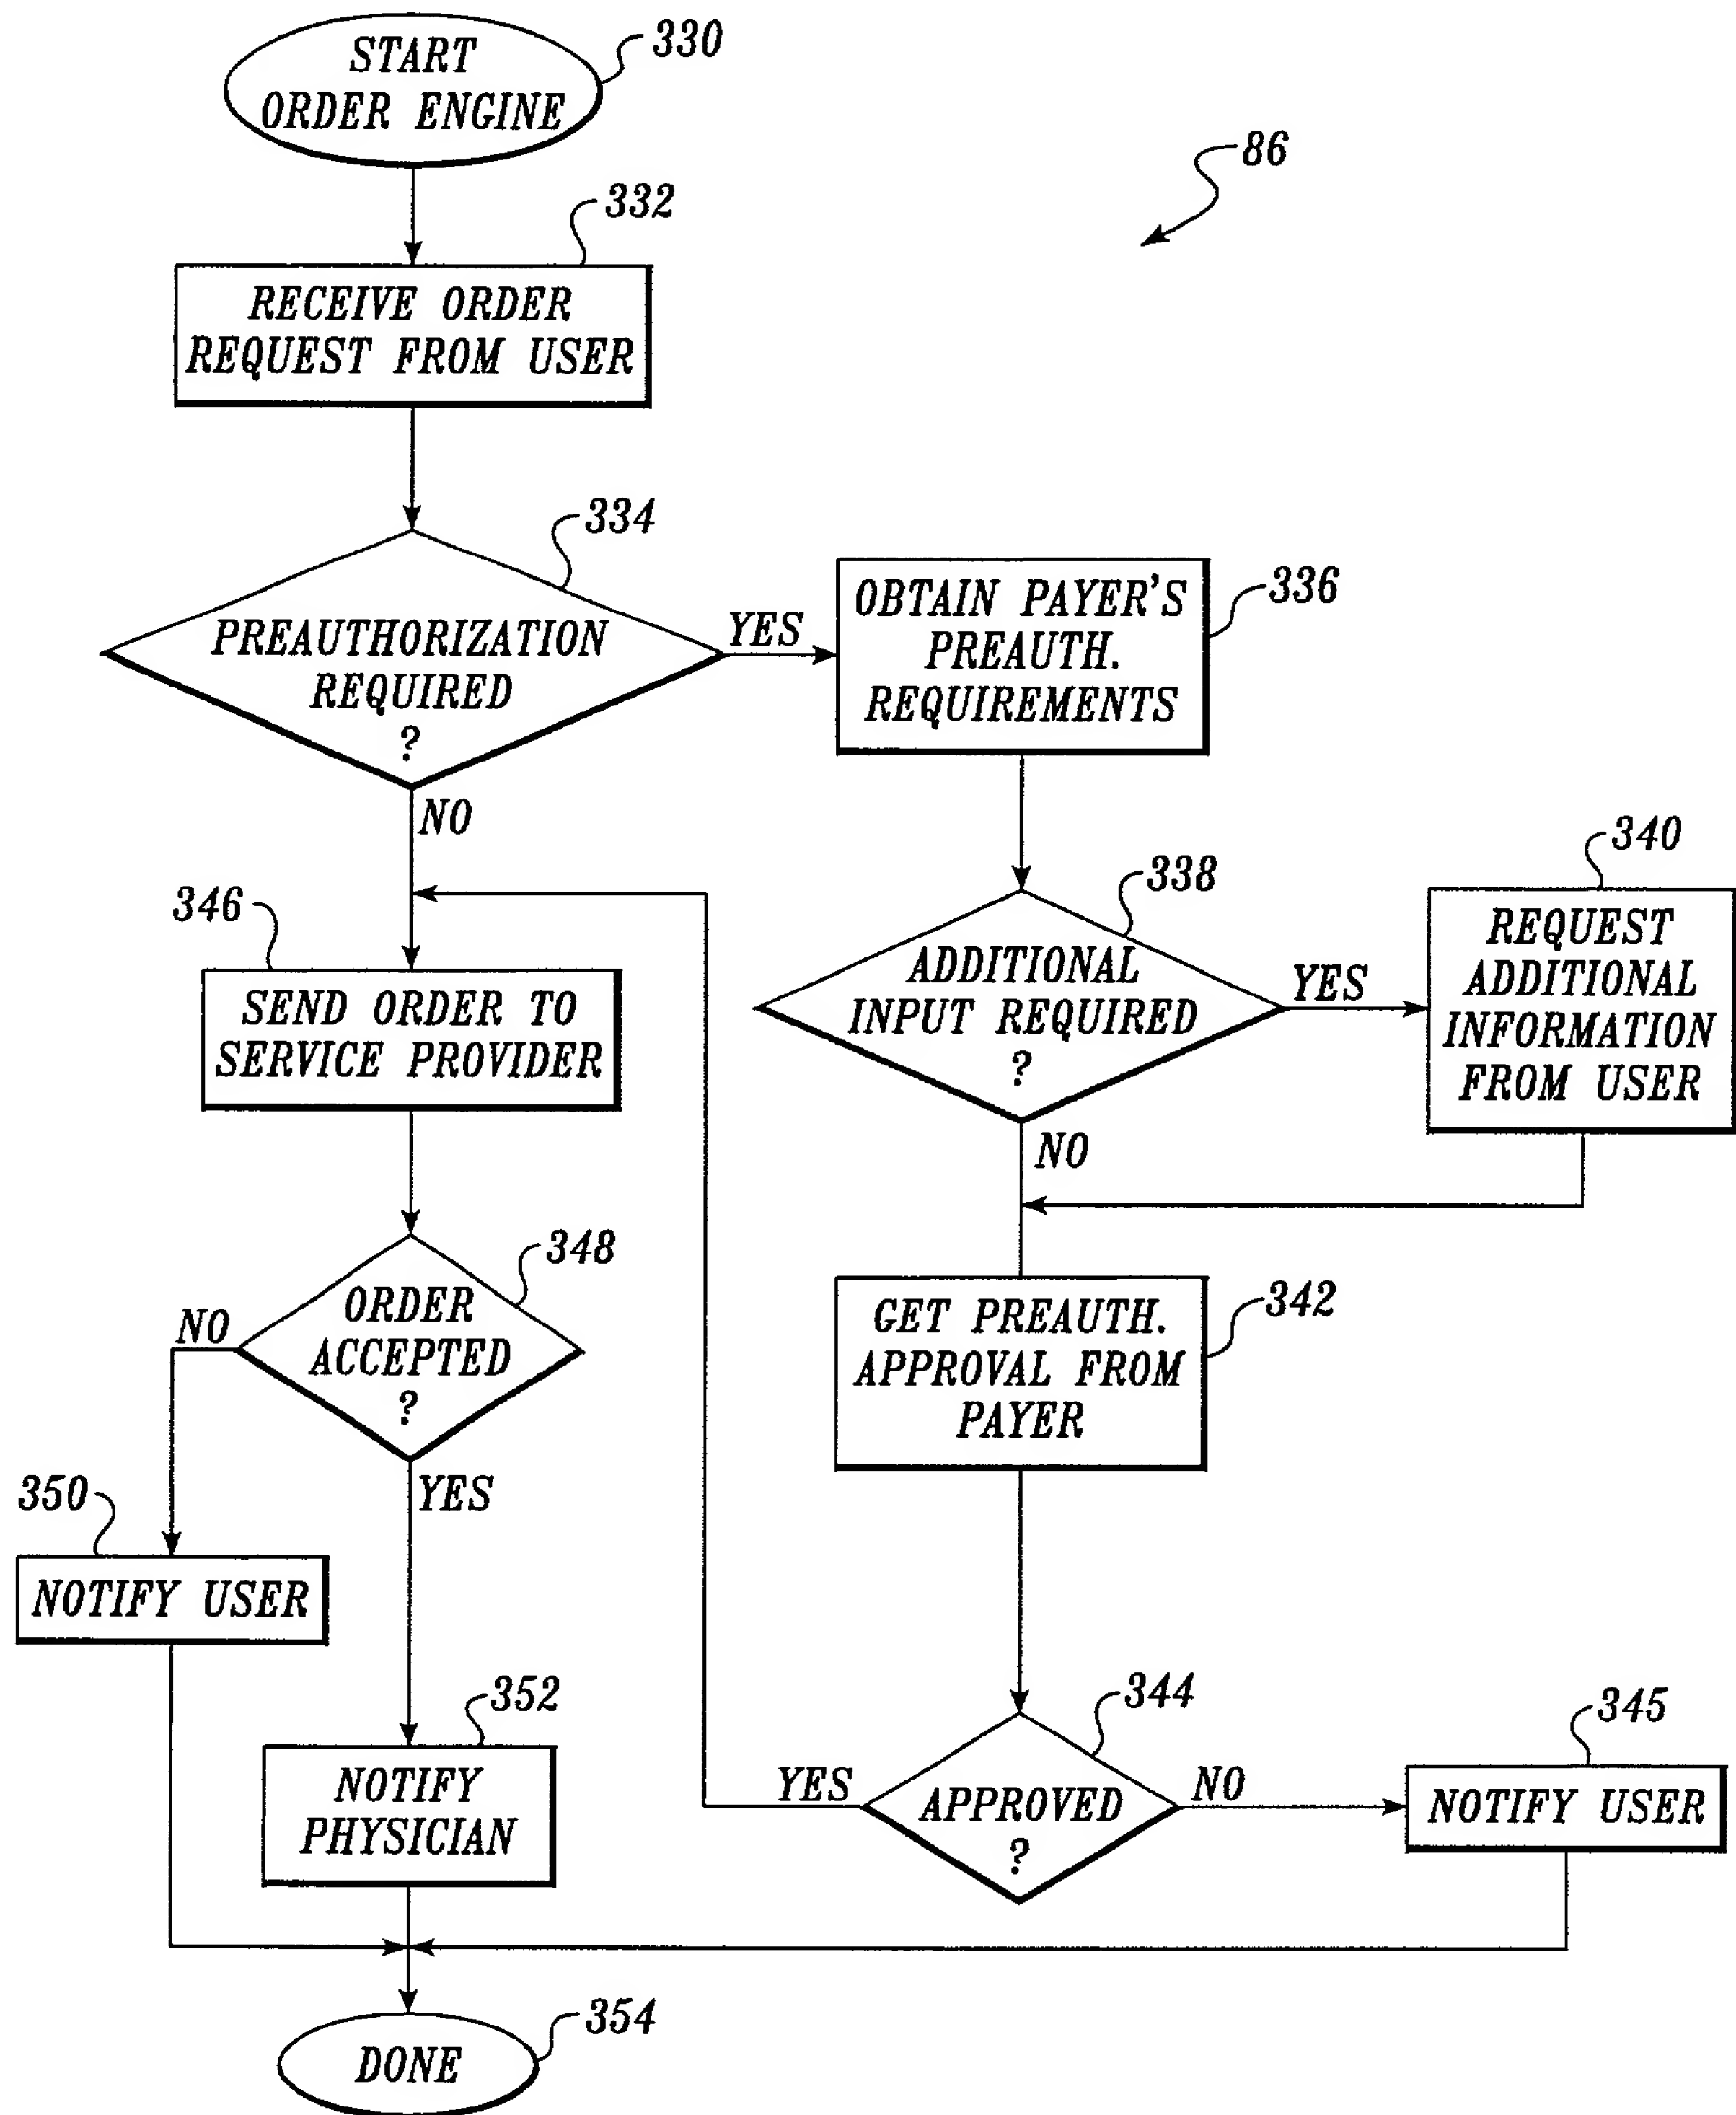 START
ORDER ENGINE
330
86
332
RECEIVE ORDER
REQUEST FROM USER
334
PREAUTHORIZATION
REQUIRED
?
YES
NO
OBTAIN PAYER'S
PREAUTH.
REQUIREMENTS
336
338
ADDITIONAL
INPUT REQUIRED
?
YES
NO
340
REQUEST
ADDITIONAL
INFORMATION
FROM USER
346
SEND ORDER TO
SERVICE PROVIDER
348
ORDER
ACCEPTED
?
NO
YES
GET PREAUTH.
APPROVAL FROM
PAYER
342
350
NOTIFY USER
352
NOTIFY
PHYSICIAN
344
APPROVED
?
YES
NO
345
NOTIFY USER
DONE
354